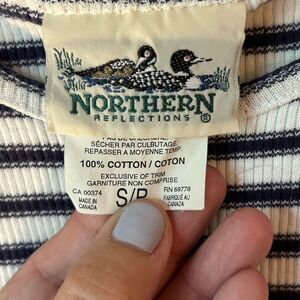 NORTHERN
REFLECTIONS ®
SÉCHER PAR CULBUTAGE
REPASSER A MOYENNE TEMP
100% COTTON / COTON
EXCLUSIVE OF TRIM
GARNITURE NON COMPRISE
CA 00374 S/P RN 69778
MADE IN CANADA FABRIQUÉ AU CANADA